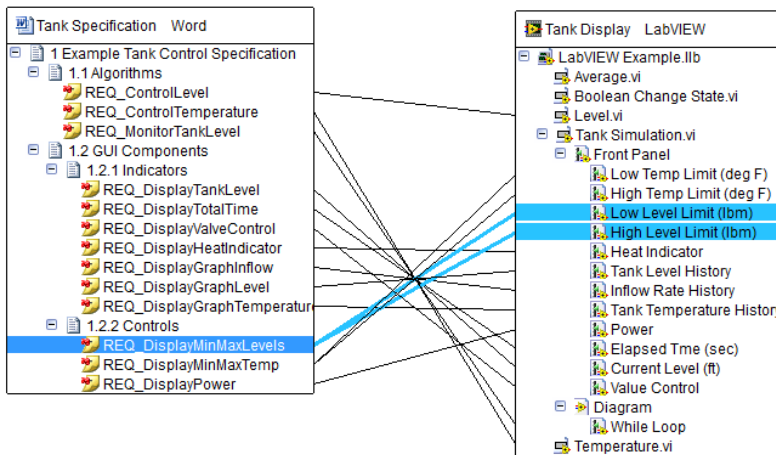 Tank Specification Word
1 Example Tank Control Specification
1.1 Algorithms
REQ_ControlLevel
REQ_ControlTemperature
REQ_MonitorTankLevel
1.2 GUI Components
1.2.1 Indicators
REQ_DisplayTankLevel
REQ_DisplayTotalTime
REQ_DisplayValveControl
REQ_DisplayHeatIndicator
REQ_DisplayGraphInflow
REQ_DisplayGraphLevel
REQ_DisplayGraphTemperature
1.2.2 Controls
REQ_DisplayMinMaxLevels
REQ_DisplayMinMaxTemp
REQ_DisplayPower
Tank Display LabVIEW
LabVIEW Example.llb
Average.vi
Boolean Change State.vi
Level.vi
Tank Simulation.vi
Front Panel
Low Temp Limit (deg F)
High Temp Limit (deg F)
Low Level Limit (lbm)
High Level Limit (lbm)
Heat Indicator
Tank Level History
Inflow Rate History
Tank Temperature History
Power
Elapsed Tme (sec)
Current Level (ft)
Value Control
Diagram
While Loop
Temperature.vi